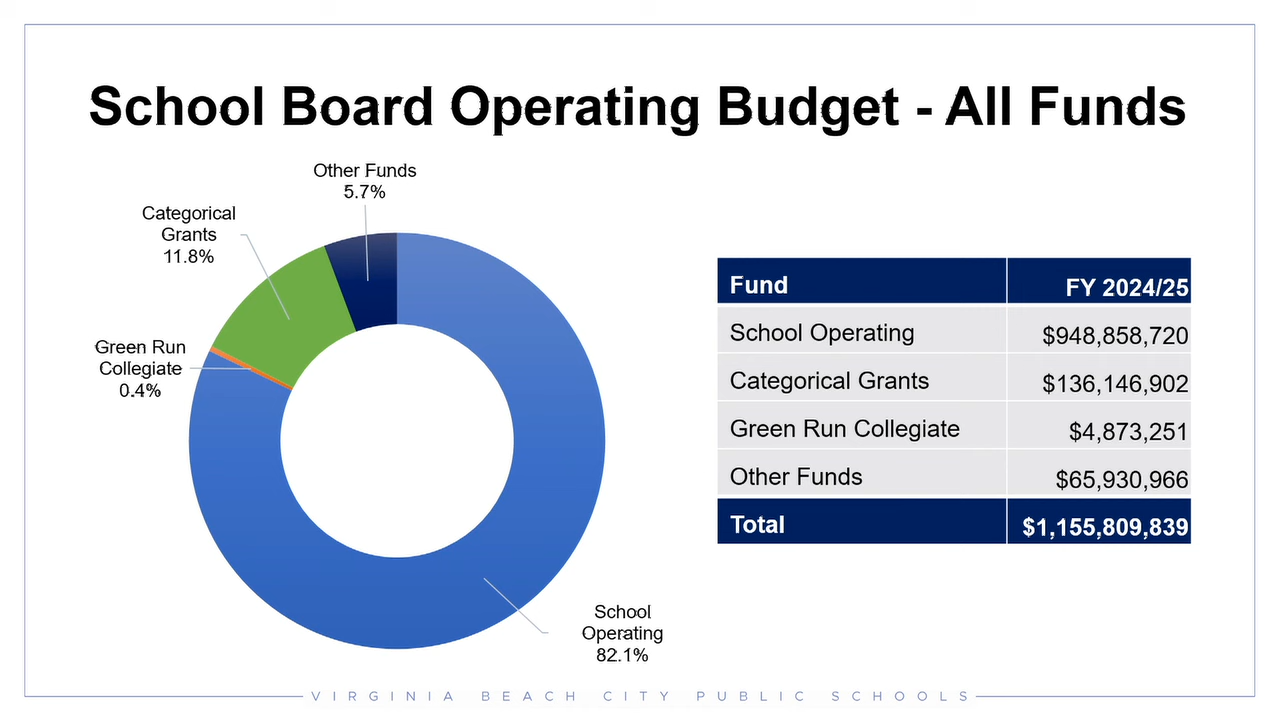 School Board Operating Budget - All Funds
Other Funds
5.7%
Categorical
Grants
11.8%
Green Run
Collegiate
0.4%
School
Operating
82.1%
Fund FY 2024/25
School Operating $948,858,720
Categorical Grants $136,146,902
Green Run Collegiate $4,873,251
Other Funds $65,930,966
Total $1,155,809,839
VIRGINIA BEACH CITY PUBLIC SCHOOLS